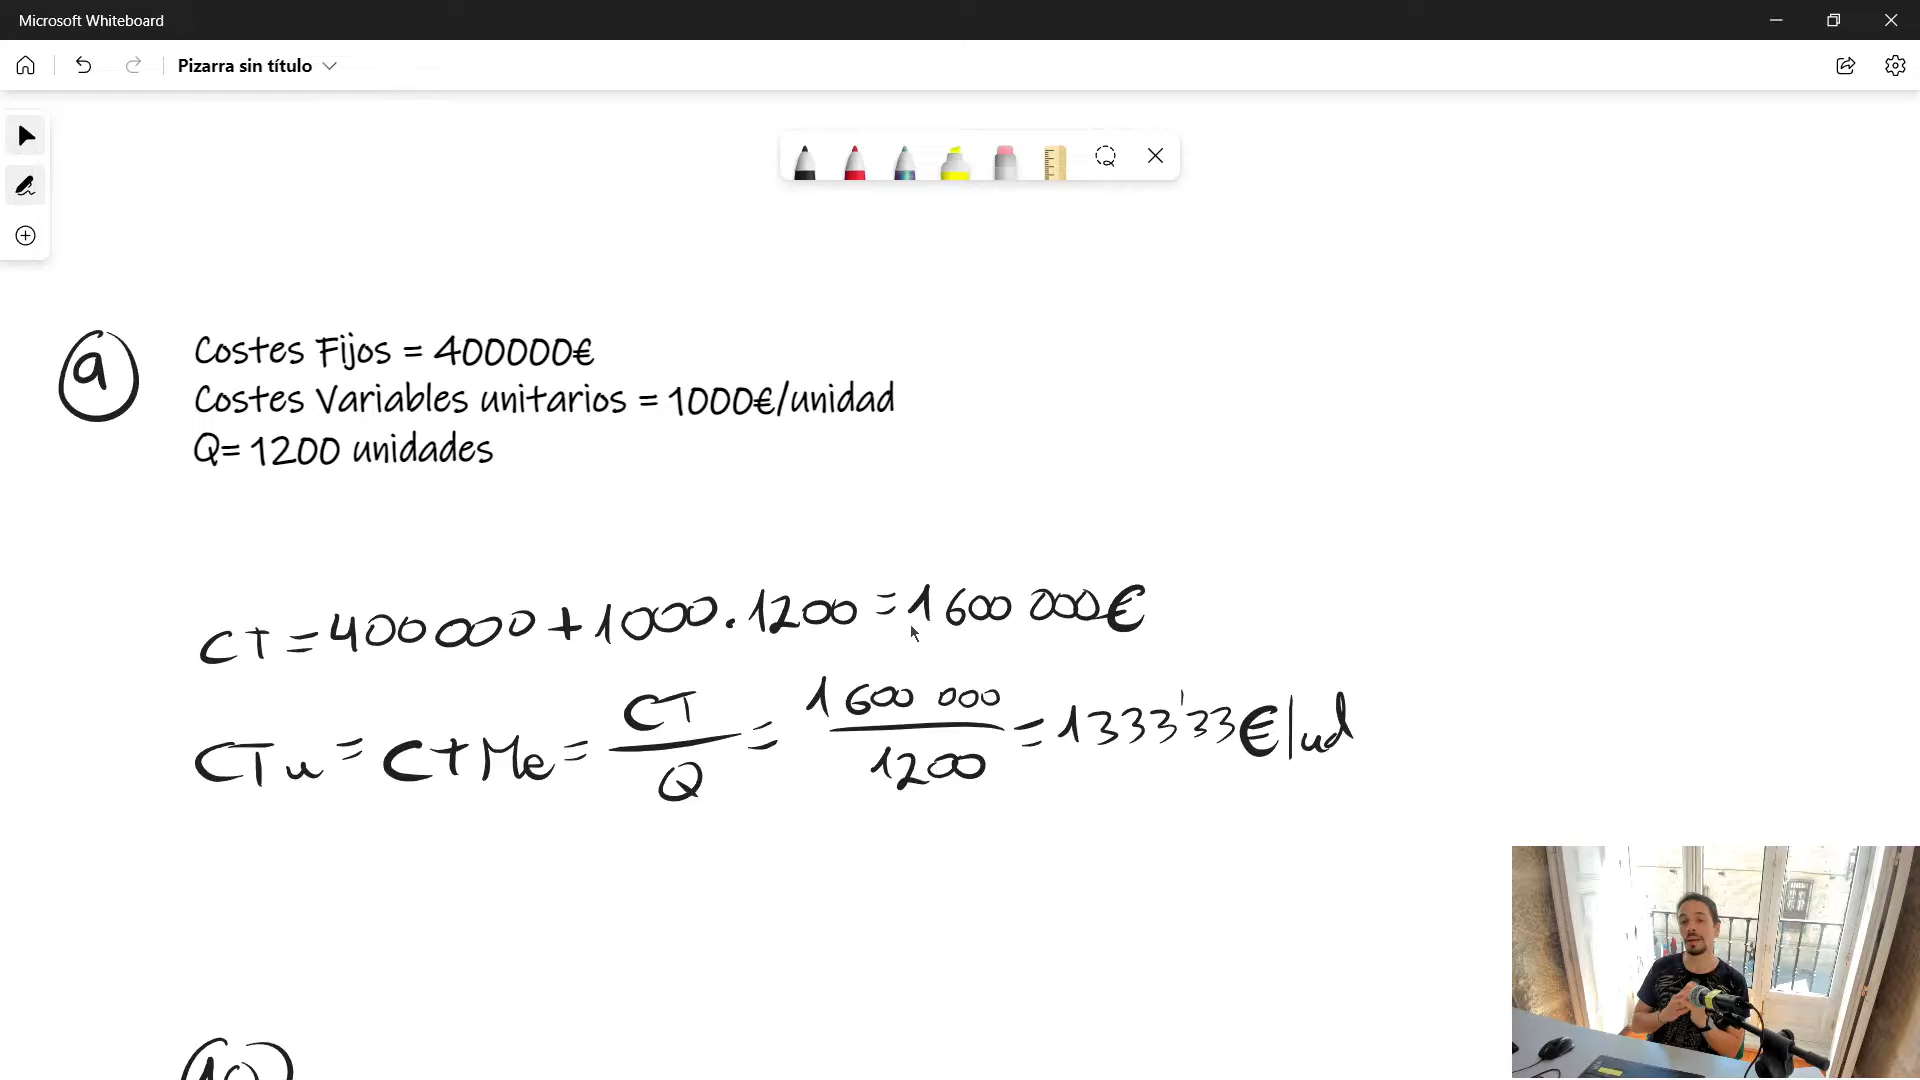 Microsoft Whiteboard
Pizarra sin título
a
Costes Fijos = 400000€
Costes Variables unitarios = 1000€/unidad
Q= 1200 unidades
CT = 400 000 + 1000 . 1200 = 1 600 000€
CTu = CTMe = CT/Q = 1 600 000/1200 = 1333'33€/ud